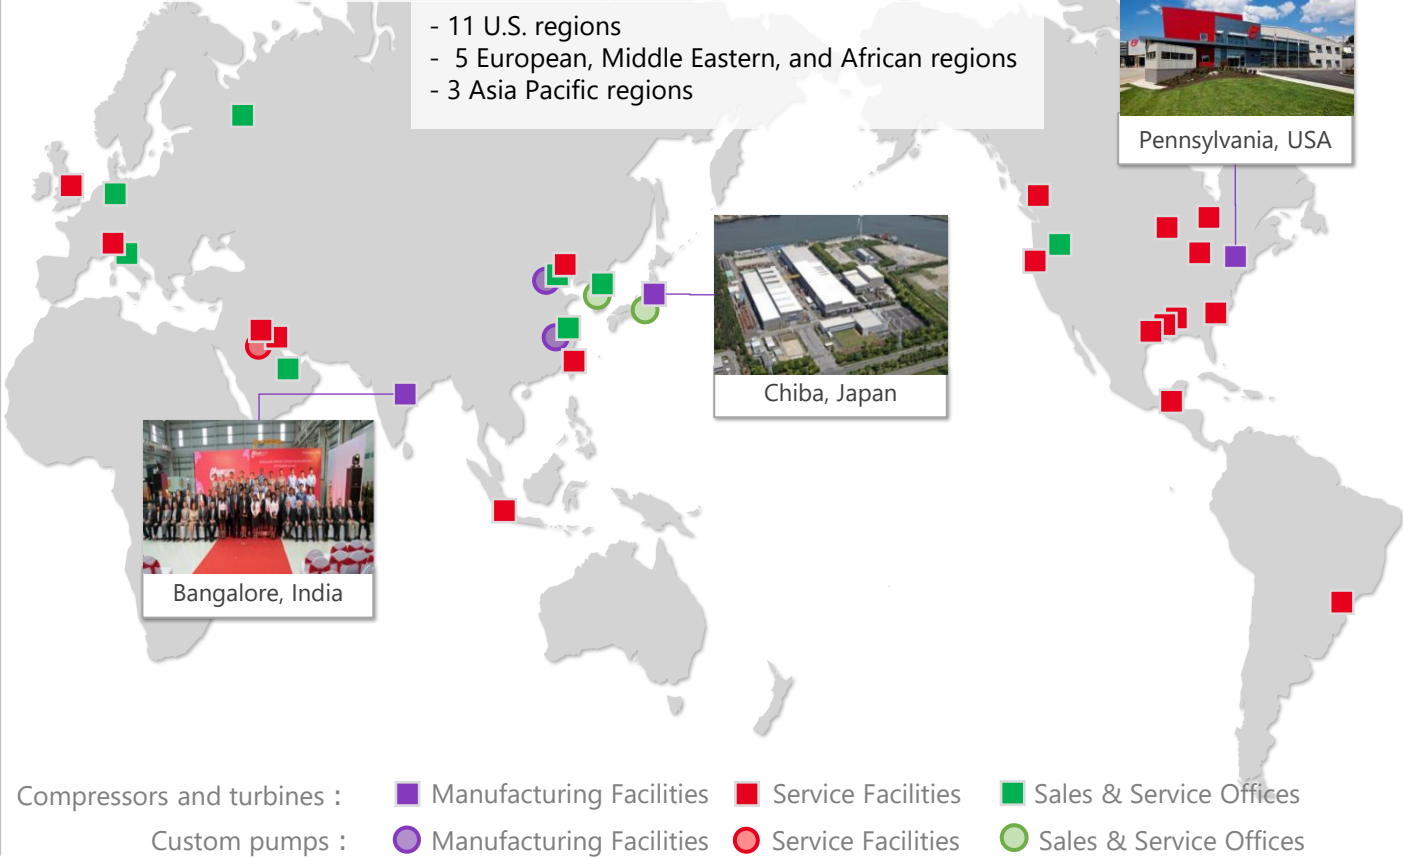 - 11 U.S. regions
- 5 European, Middle Eastern, and African regions
- 3 Asia Pacific regions
Pennsylvania, USA
Chiba, Japan
Bangalore, India
Compressors and turbines : Manufacturing Facilities Service Facilities Sales & Service Offices
Custom pumps : Manufacturing Facilities Service Facilities Sales & Service Offices